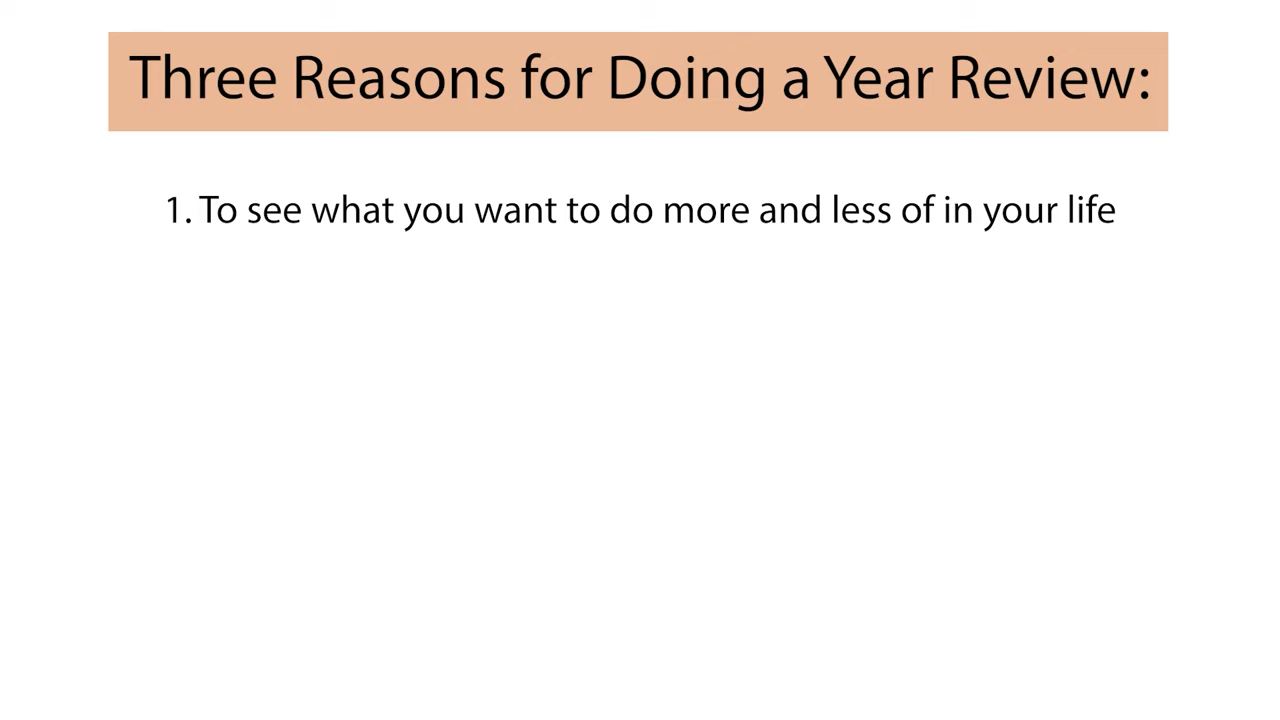 Three Reasons for Doing a Year Review:
1. To see what you want to do more and less of in your life